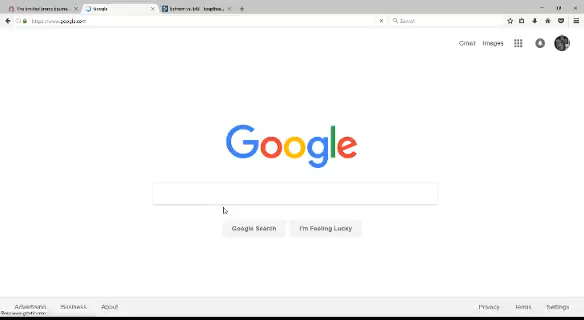 Google
https://www.google.com
Search
Gmail Images
Google
Google Search I'm Feeling Lucky
Advertising Business About Privacy Terms Settings